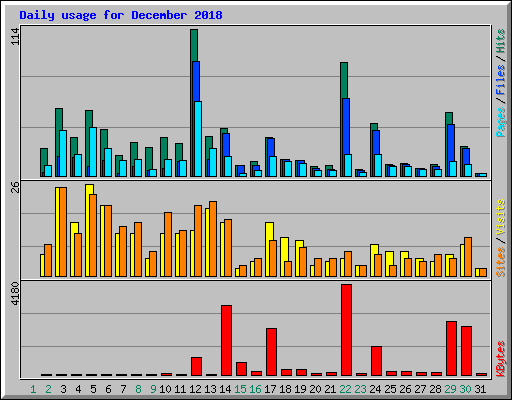 Daily usage for December 2018
114
Pages / Files / Hits
26
Sites / Visits
4180
KBytes
1 2 3 4 5 6 7 8 9 10 11 12 13 14 15 16 17 18 19 20 21 22 23 24 25 26 27 28 29 30 31